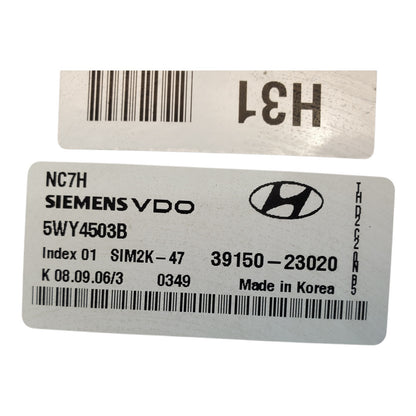 H31
NC7H
SIEMENS VDO
5WY4503B
Index 01 SIM2K-47 39150-23020
K 08.09.06/3 0349 Made in Korea
THD2C2QNB5